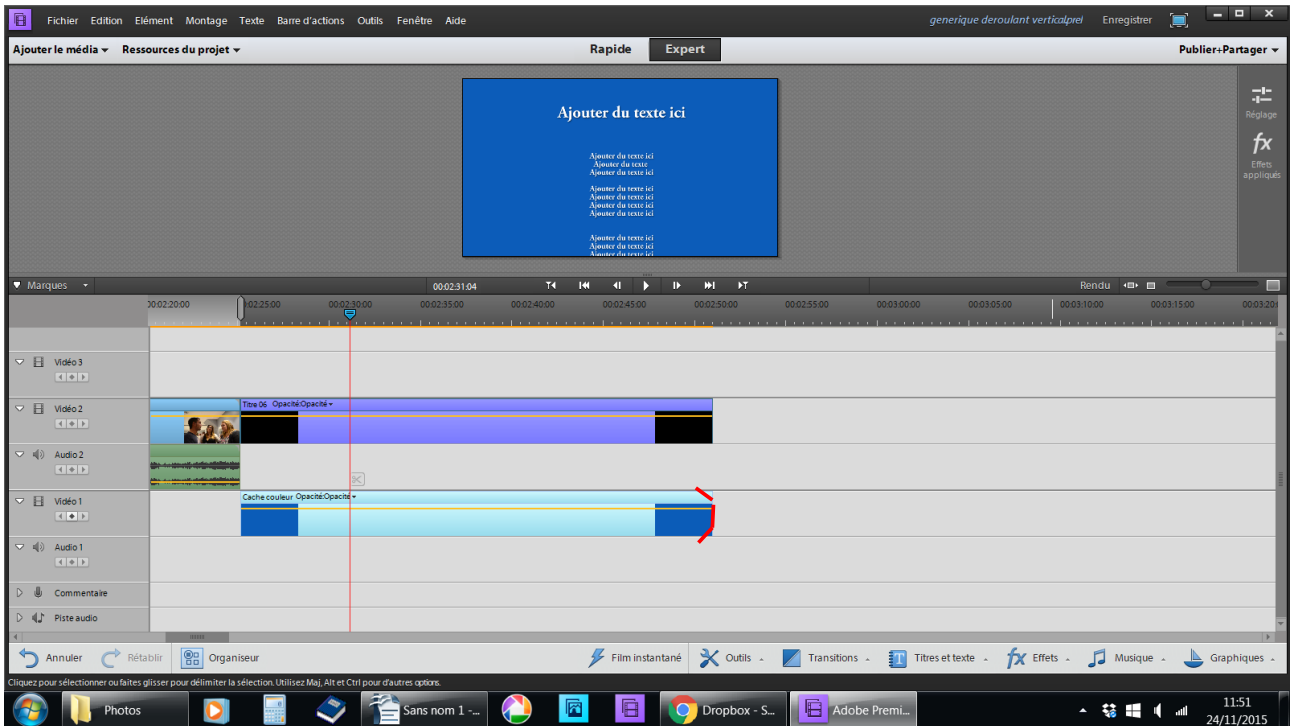 Fichier Edition Elément Montage Texte Barre d'actions Outils Fenêtre Aide generique deroulant verticalprel Enregistrer
Ajouter le média Ressources du projet Rapide Expert Publier+Partager
Ajouter du texte ici
Ajouter du texte ici
Ajouter du texte
Ajouter du texte ici
Ajouter du texte ici
Ajouter du texte ici
Ajouter du texte ici
Ajouter du texte ici
Ajouter du texte ici
Ajouter du texte ici
Ajouter du texte ici
Réglage
fx
Effets
appliqués
Marques 00:02:31:04 Rendu
00:02:20:00 00:02:25:00 00:02:30:00 00:02:35:00 00:02:40:00 00:02:45:00 00:02:50:00 00:02:55:00 00:03:00:00 00:03:05:00 00:03:10:00 00:03:15:00 00:03:20:
Vidéo 3
Vidéo 2 Titre 06 Opacité:Opacité
Audio 2
Vidéo 1 Cache couleur Opacité:Opacité
Audio 1
Commentaire
Piste audio
Annuler Rétablir Organiseur Film instantané Outils Transitions T Titres et texte fx Effets Musique Graphiques
Cliquez pour sélectionner ou faites glisser pour délimiter la sélection. Utilisez Maj, Alt et Ctrl pour d'autres options.
Photos Sans nom 1 -... Dropbox - S... Adobe Premi...
11:51
24/11/2015